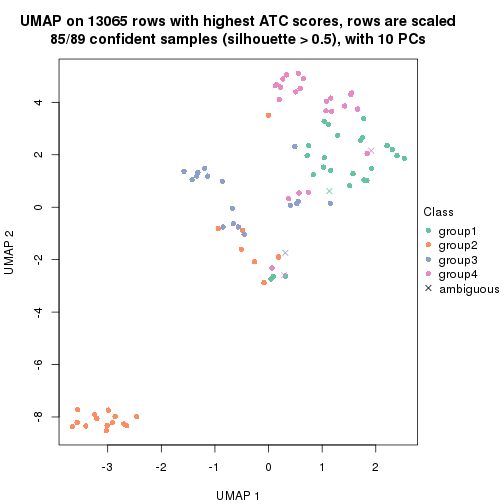 UMAP on 13065 rows with highest ATC scores, rows are scaled
85/89 confident samples (silhouette > 0.5), with 10 PCs
4
2
0
-2
-4
-6
-8
UMAP 2
-3
-2
-1
0
1
2
UMAP 1
Class
group1
group2
group3
group4
ambiguous